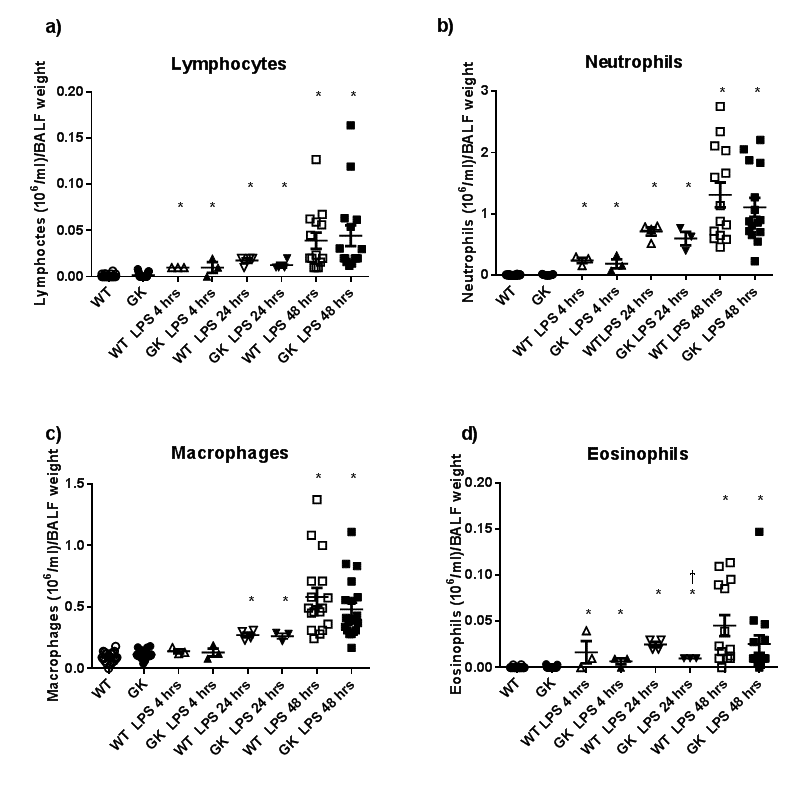 a)
Lymphocytes
Lymphoctes (10^6/ml)/BALF weight
0.20
0.15
0.10
0.05
0.00
* * * * * *
WT
GK
WT LPS 4 hrs
GK LPS 4 hrs
WT LPS 24 hrs
GK LPS 24 hrs
WT LPS 48 hrs
GK LPS 48 hrs
b)
Neutrophils
Neutrophils (10^6/ml)/BALF weight
3
2
1
0
* * * * * *
WT
GK
WT LPS 4 hrs
GK LPS 4 hrs
WTLPS 24 hrs
GK LPS 24 hrs
WT LPS 48 hrs
GK LPS 48 hrs
c)
Macrophages
Macrophages (10^6/ml)/BALF weight
1.5
1.0
0.5
0.0
* * * *
WT
GK
WT LPS 4 hrs
GK LPS 4 hrs
WT LPS 24 hrs
GK LPS 24 hrs
WT LPS 48 hrs
GK LPS 48 hrs
d)
Eosinophils
Eosinophils (10^6/ml)/BALF weight
0.20
0.15
0.10
0.05
0.00
†
* * * * * *
WT
GK
WT LPS 4 hrs
GK LPS 4 hrs
WT LPS 24 hrs
GK LPS 24 hrs
WT LPS 48 hrs
GK LPS 48 hrs